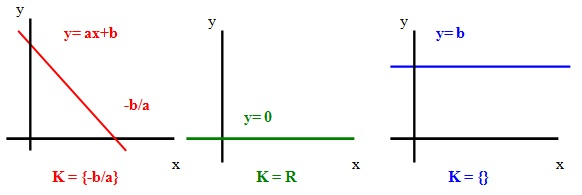 y
y= ax+b
-b/a
x
K = {-b/a}
y
y= 0
x
K = R
y
y= b
x
K = {}